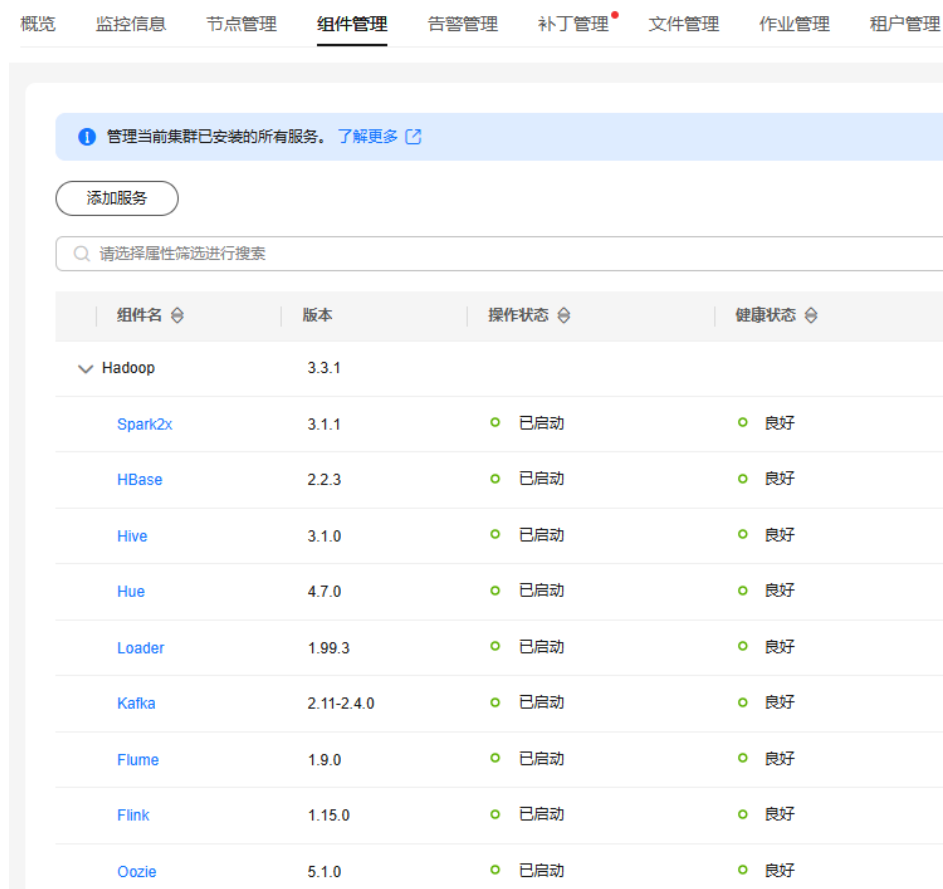 概览 监控信息 节点管理 组件管理 告警管理 补丁管理 文件管理 作业管理 租户管理
管理当前集群已安装的所有服务。 了解更多
添加服务
请选择属性筛选进行搜索
组件名 版本 操作状态 健康状态
Hadoop 3.3.1
Spark2x 3.1.1 已启动 良好
HBase 2.2.3 已启动 良好
Hive 3.1.0 已启动 良好
Hue 4.7.0 已启动 良好
Loader 1.99.3 已启动 良好
Kafka 2.11-2.4.0 已启动 良好
Flume 1.9.0 已启动 良好
Flink 1.15.0 已启动 良好
Oozie 5.1.0 已启动 良好